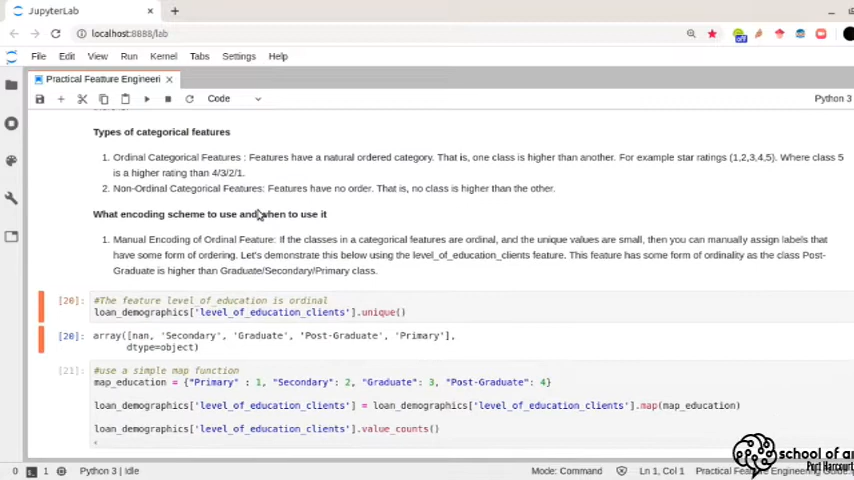 JupyterLab
localhost:8888/lab
off
File Edit View Run Kernel Tabs Settings Help
Practical Featture Engineeri
Code
Python 3
Types of categorical features
1. Ordinal Categorical Features : Features have a natural ordered category. That is, one class is higher than another. For example star ratings (1,2,3,4,5). Where class 5
is a higher rating than 4/3/2/1.
2. Non-Ordinal Categorical Features: Features have no order. That is, no class is higher than the other.
What encoding scheme to use and when to use it
1. Manual Encoding of Ordinal Feature: If the classes in a categorical features are ordinal, and the unique values are small, then you can manually assign labels that
have some form of ordering. Let's demonstrate this below using the level_of_education_clients feature. This feature has some form of ordinality as the class Post-
Graduate is higher than Graduate/Secondary/Primary class.
[20]: #The feature level_of_education is ordinal
loan_demographics['level_of_education_clients'].unique()
[20]: array([nan, 'Secondary', 'Graduate', 'Post-Graduate', 'Primary'],
dtype=object)
[21]: #use a simple map function
map_education = {"Primary" : 1, "Secondary": 2, "Graduate": 3, "Post-Graduate": 4}
loan_demographics['level_of_education_clients'] = loan_demographics['level_of_education_clients'].map(map_education)
loan_demographics['level_of_education_clients'].value_counts()
school of a
Port Harcourt
0 1 Python 3 | Idle Mode: Command Ln 1, Col 1 Practical